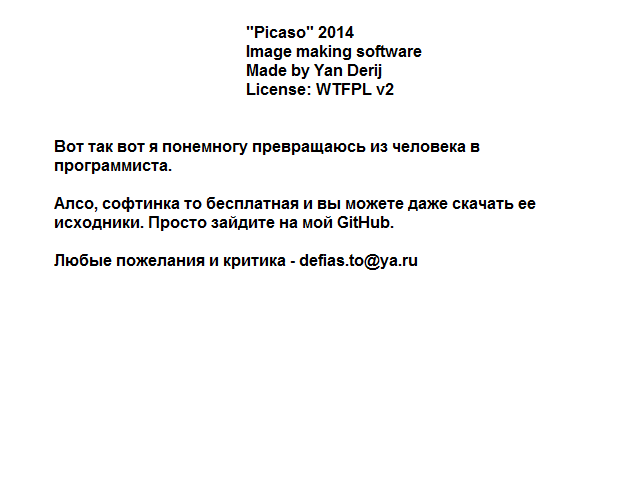 "Picaso" 2014
Image making software
Made by Yan Derij
License: WTFPL v2
Вот так вот я понемногу превращаюсь из человека в
программиста.
Алсо, софтинка то бесплатная и вы можете даже скачать ее
исходники. Просто зайдите на мой GitHub.
Любые пожелания и критика - defias.to@ya.ru